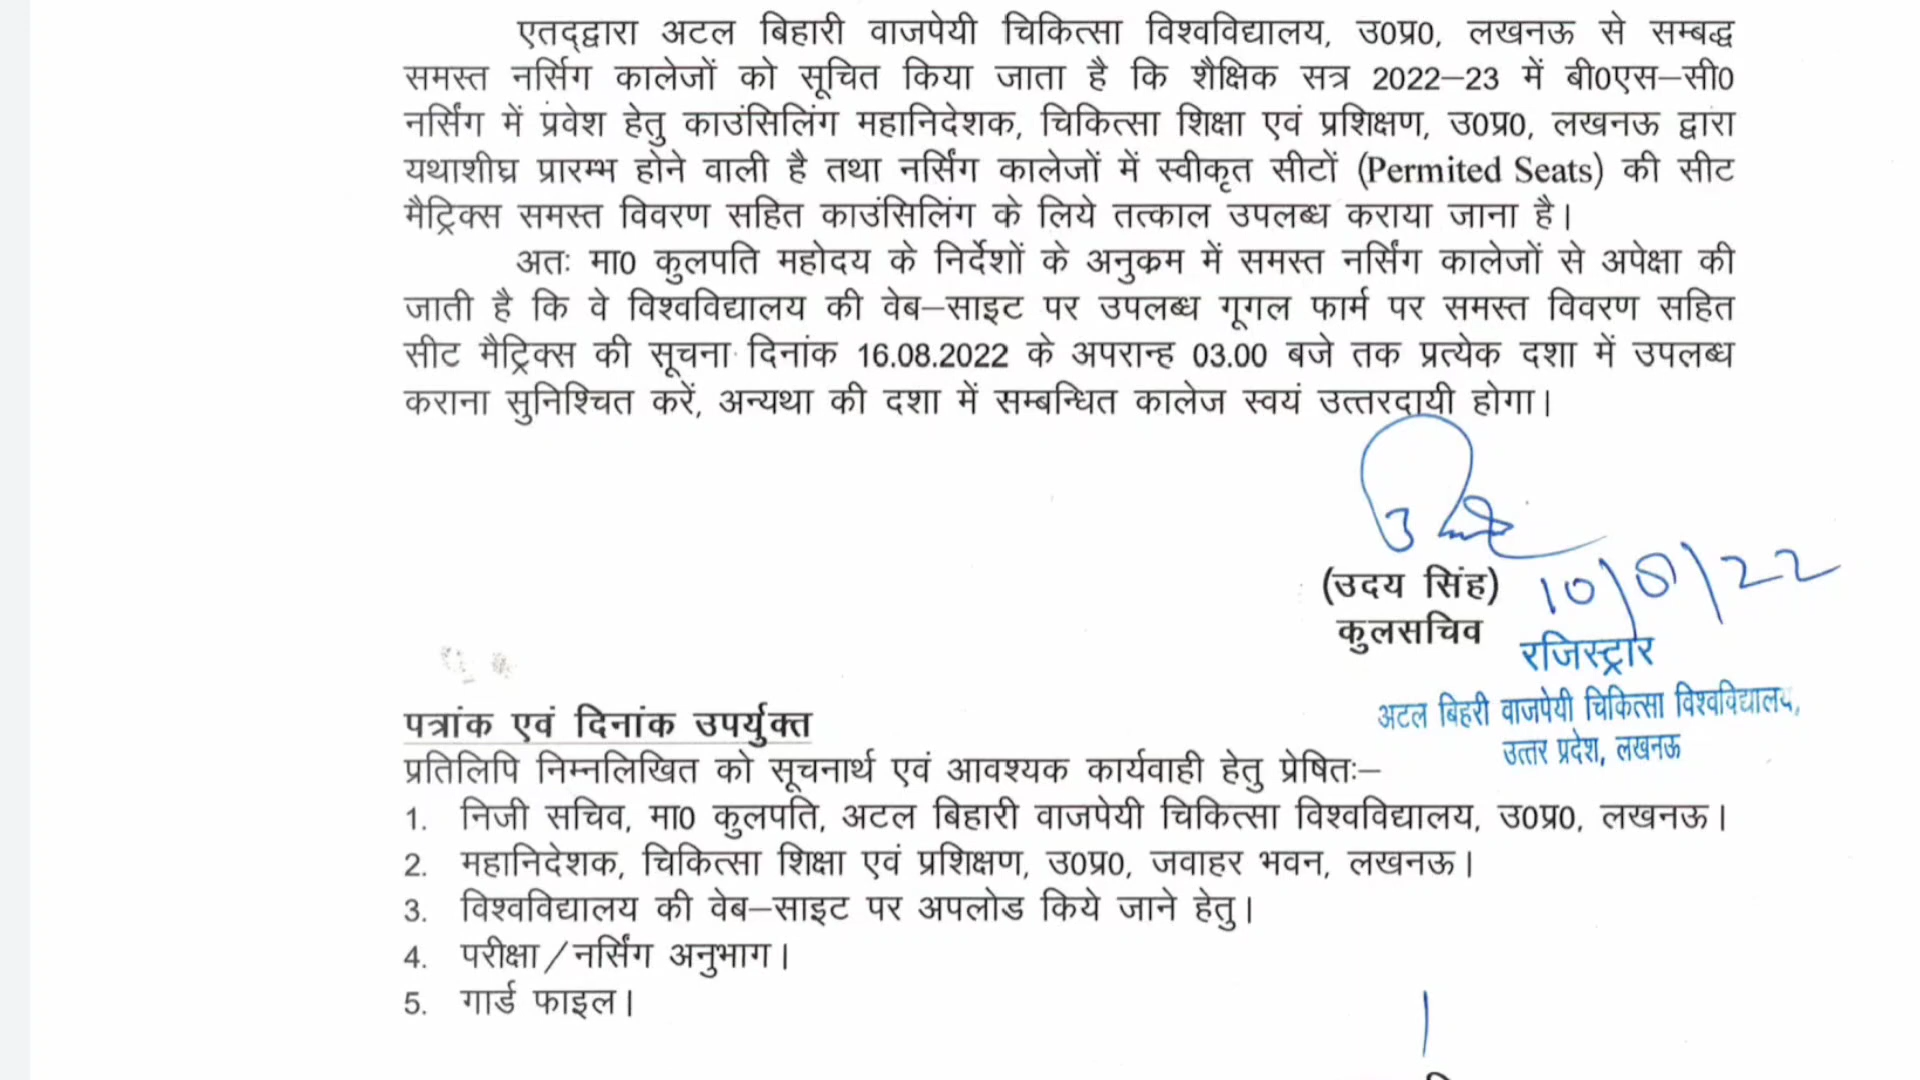 एतद्द्वारा अटल बिहारी वाजपेयी चिकित्सा विश्वविद्यालय, उ0प्र0, लखनऊ से सम्बद्ध
समस्त नर्सिग कालेजों को सूचित किया जाता है कि शैक्षिक सत्र 2022–23 में बी0एस–सी0
नर्सिंग में प्रवेश हेतु काउंसिलिंग महानिदेशक, चिकित्सा शिक्षा एवं प्रशिक्षण, उ0प्र0, लखनऊ द्वारा
यथाशीघ्र प्रारम्भ होने वाली है तथा नर्सिंग कालेजों में स्वीकृत सीटों (Permited Seats) की सीट
मैट्रिक्स समस्त विवरण सहित काउंसिलिंग के लिये तत्काल उपलब्ध कराया जाना है।
अतः मा0 कुलपति महोदय के निर्देशों के अनुक्रम में समस्त नर्सिंग कालेजों से अपेक्षा की
जाती है कि वे विश्वविद्यालय की वेब–साइट पर उपलब्ध गूगल फार्म पर समस्त विवरण सहित
सीट मैट्रिक्स की सूचना दिनांक 16.08.2022 के अपरान्ह 03.00 बजे तक प्रत्येक दशा में उपलब्ध
कराना सुनिश्चित करें, अन्यथा की दशा में सम्बन्धित कालेज स्वयं उत्तरदायी होगा।
(उदय सिंह)
कुलसचिव
रजिस्ट्रार
अटल बिहरी वाजपेयी चिकित्सा विश्वविद्यालय,
उत्तर प्रदेश, लखनऊ
पत्रांक एवं दिनांक उपर्युक्त
प्रतिलिपि निम्नलिखित को सूचनार्थ एवं आवश्यक कार्यवाही हेतु प्रेषितः–
1. निजी सचिव, मा0 कुलपति, अटल बिहारी वाजपेयी चिकित्सा विश्वविद्यालय, उ0प्र0, लखनऊ।
2. महानिदेशक, चिकित्सा शिक्षा एवं प्रशिक्षण, उ0प्र0, जवाहर भवन, लखनऊ।
3. विश्वविद्यालय की वेब–साइट पर अपलोड किये जाने हेतु।
4. परीक्षा/नर्सिंग अनुभाग।
5. गार्ड फाइल।